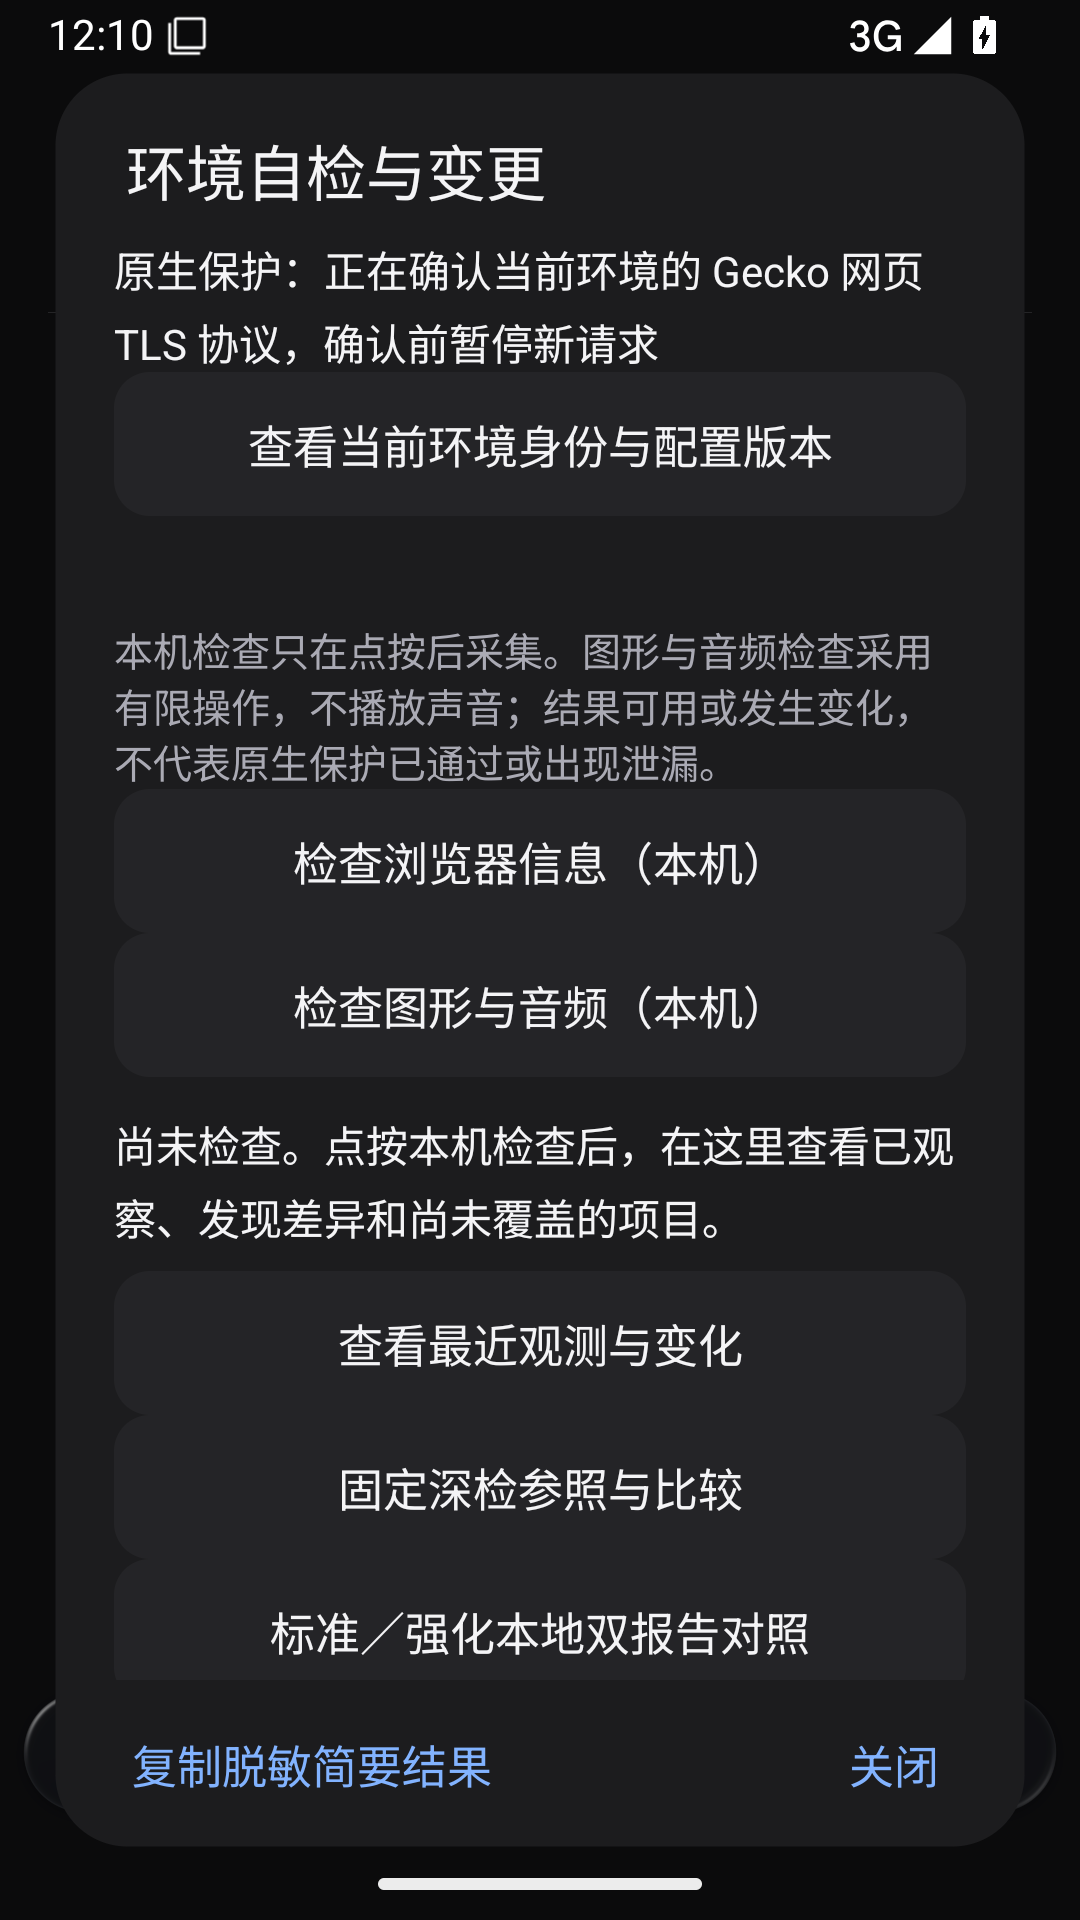 12:10
3G
环境自检与变更
原生保护：正在确认当前环境的 Gecko 网页
TLS 协议，确认前暂停新请求
查看当前环境身份与配置版本
本机检查只在点按后采集。图形与音频检查采用
有限操作，不播放声音；结果可用或发生变化，
不代表原生保护已通过或出现泄漏。
检查浏览器信息（本机）
检查图形与音频（本机）
尚未检查。点按本机检查后，在这里查看已观
察、发现差异和尚未覆盖的项目。
查看最近观测与变化
固定深检参照与比较
标准／强化本地双报告对照
复制脱敏简要结果
关闭